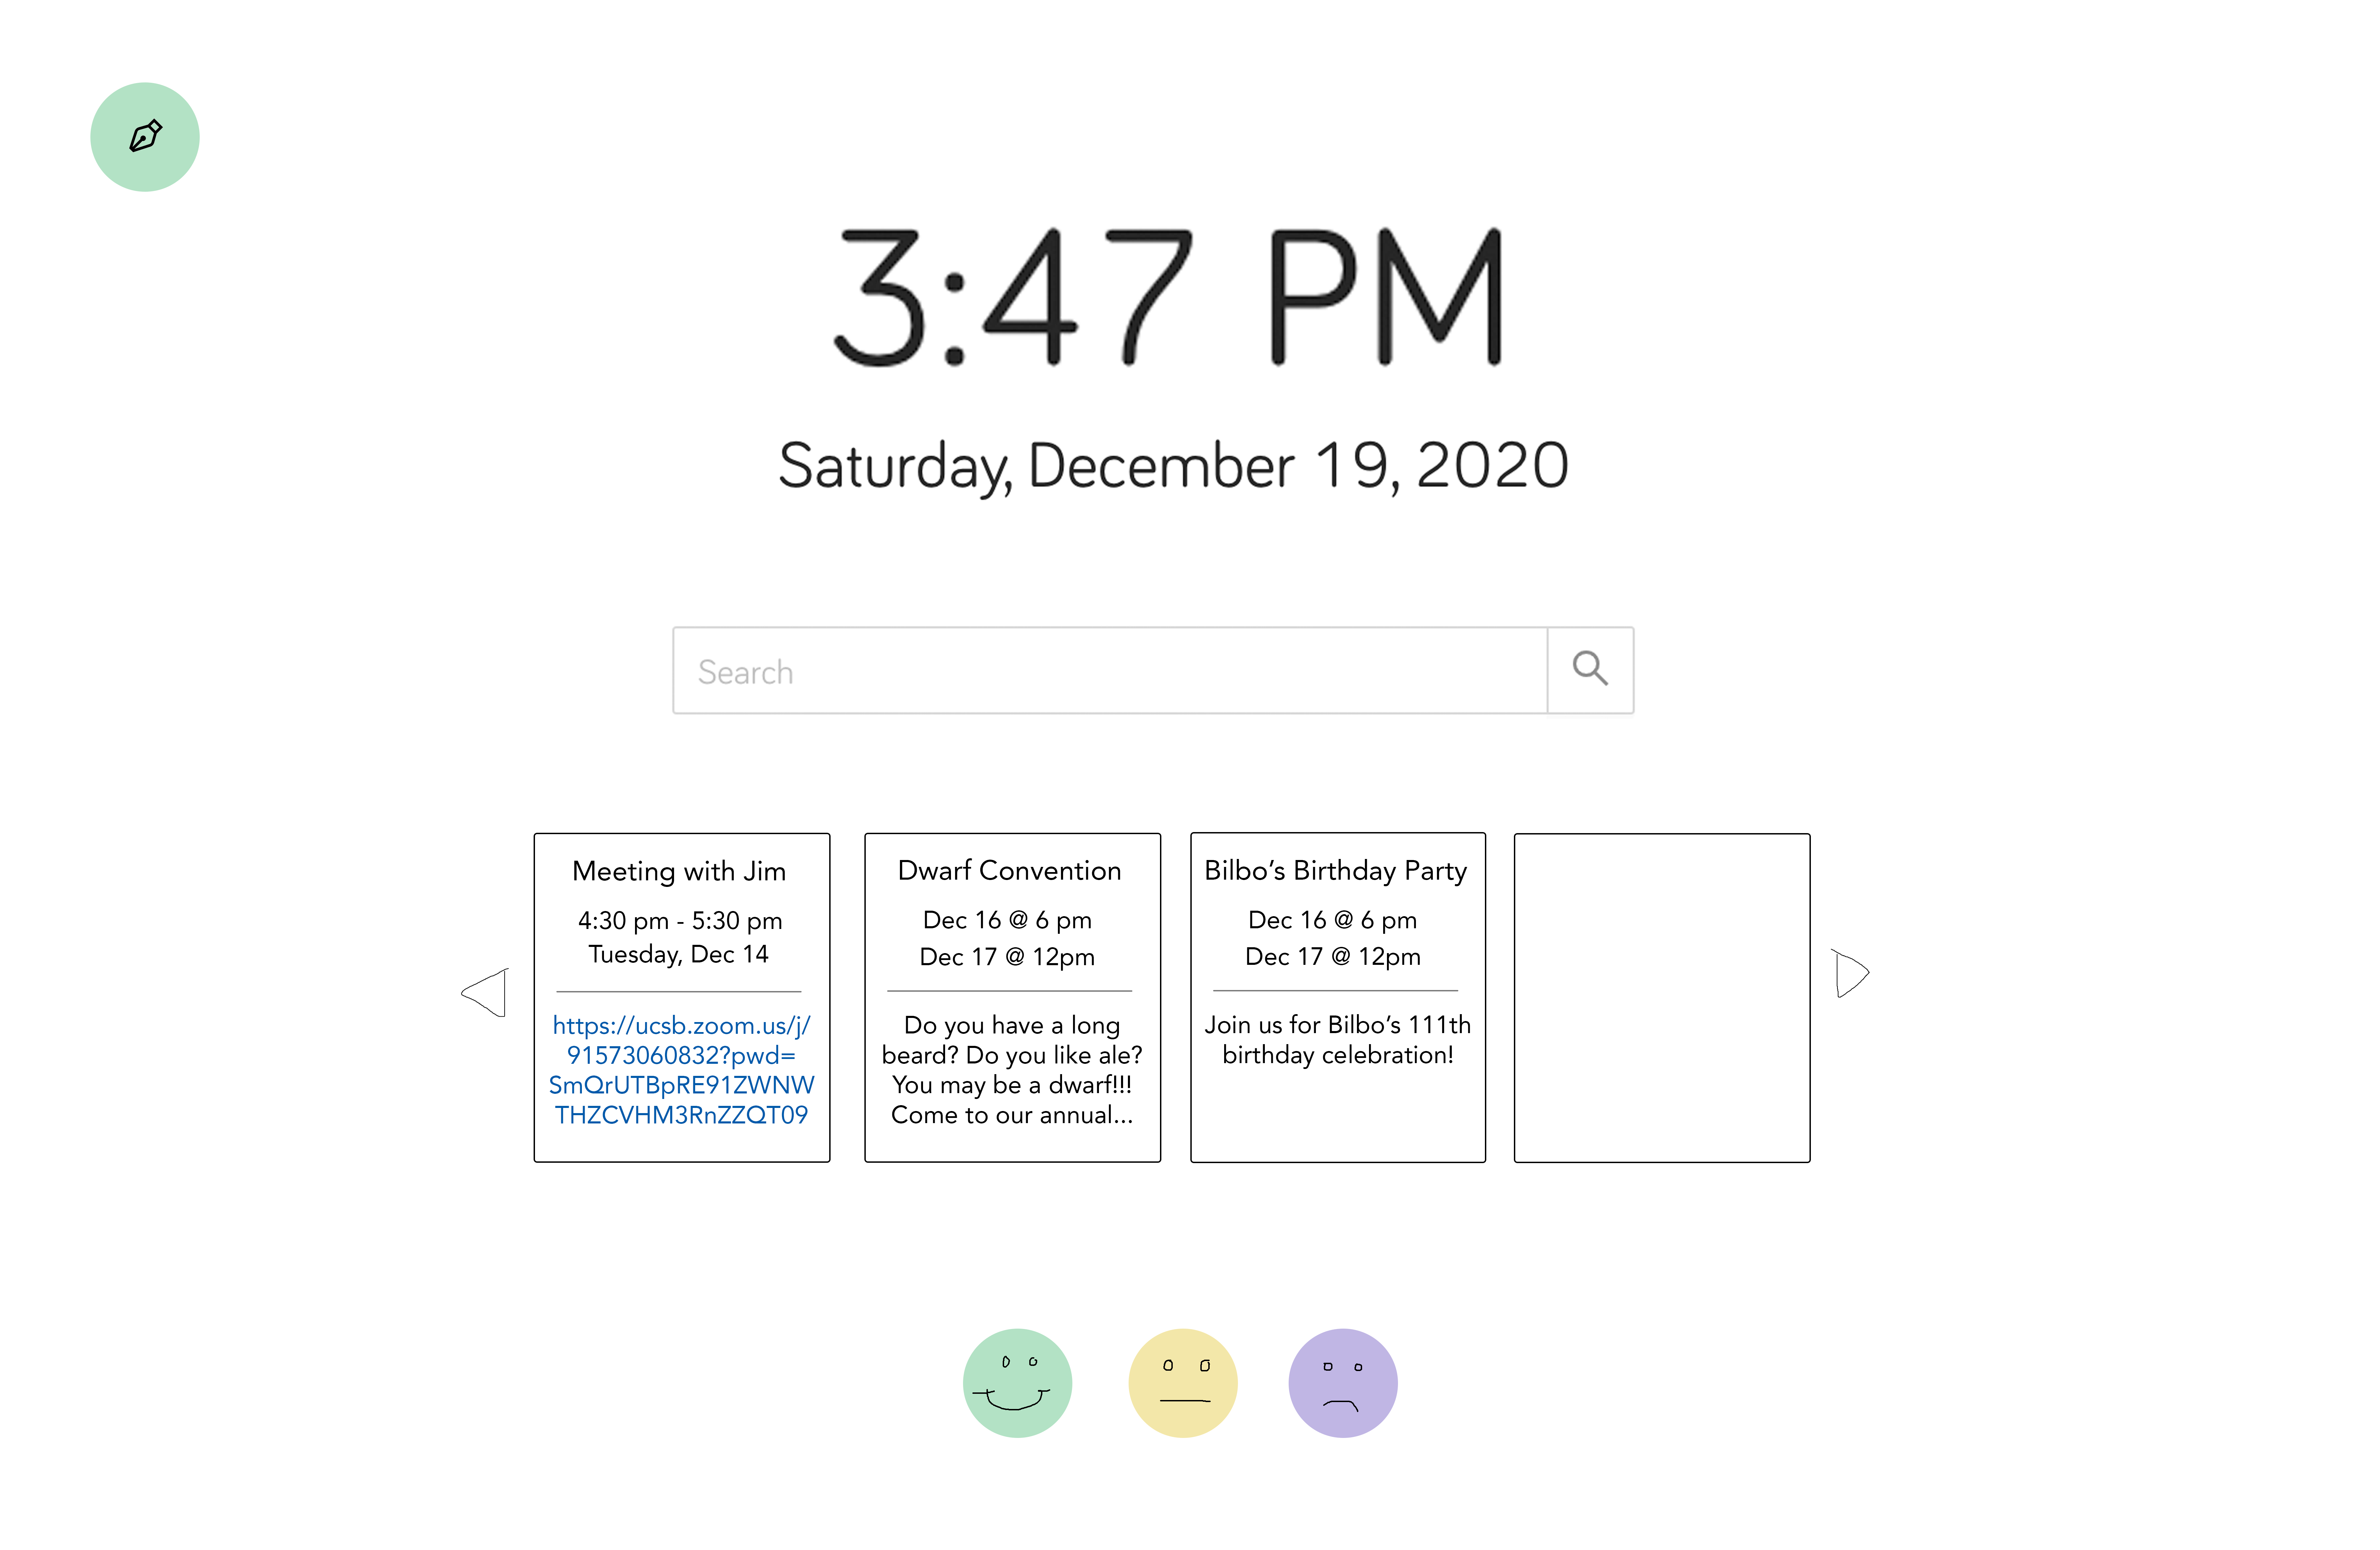 3:47 PM
Saturday, December 19, 2020
Search
Meeting with Jim
4:30 pm - 5:30 pm
Tuesday, Dec 14
https://ucsb.zoom.us/j/
91573060832?pwd=
SmQrUTBpRE91ZWNW
THZCVHM3RnZZQT09
Dwarf Convention
Dec 16 @ 6 pm
Dec 17 @ 12pm
Do you have a long
beard? Do you like ale?
You may be a dwarf!!!
Come to our annual...
Bilbo’s Birthday Party
Dec 16 @ 6 pm
Dec 17 @ 12pm
Join us for Bilbo’s 111th
birthday celebration!